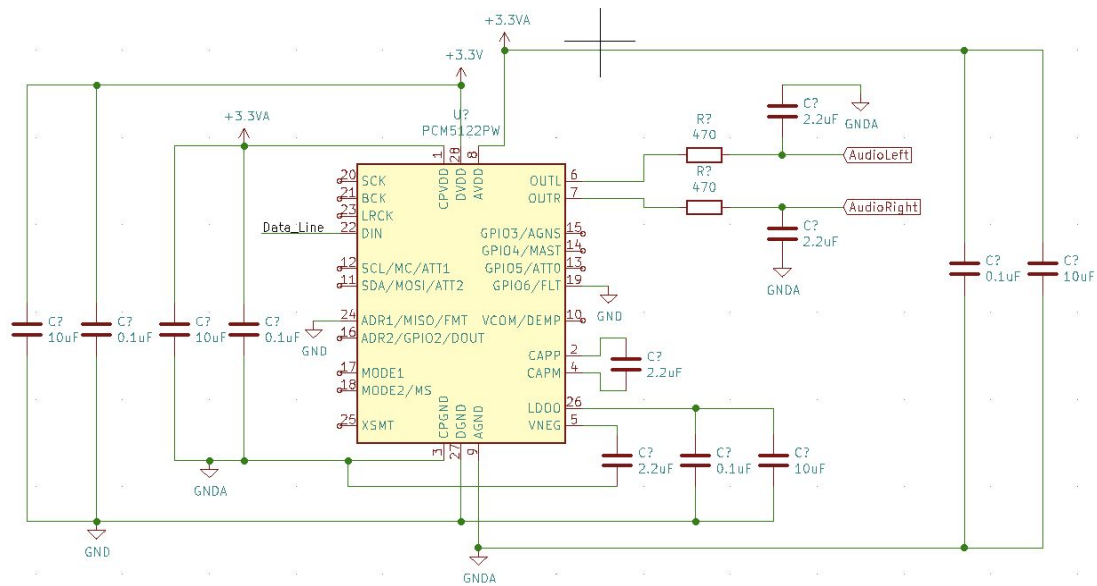 +3.3VA
+3.3V
+3.3VA
U?
PCM5122PW
1
28
8
CPVDD
DVDD
AVDD
20
SCK
21
BCK
23
LRCK
Data_Line
22
DIN
12
SCL/MC/ATT1
11
SDA/MOSI/ATT2
24
ADR1/MISO/FMT
GND
16
ADR2/GPIO2/DOUT
17
MODE1
18
MODE2/MS
25
XSMT
OUTL
6
OUTR
7
GPIO3/AGNS
15
GPIO4/MAST
14
GPIO5/ATT0
13
GPIO6/FLT
19
GND
VCOM/DEMP
10
CAPP
2
CAPM
4
LDOO
26
VNEG
5
CPGND
DGND
AGND
3
27
9
R?
470
R?
470
C?
2.2uF
GNDA
AudioLeft
AudioRight
C?
2.2uF
GNDA
C?
0.1uF
C?
10uF
C?
10uF
C?
0.1uF
C?
10uF
C?
0.1uF
C?
2.2uF
C?
2.2uF
C?
0.1uF
C?
10uF
GNDA
GND
GNDA